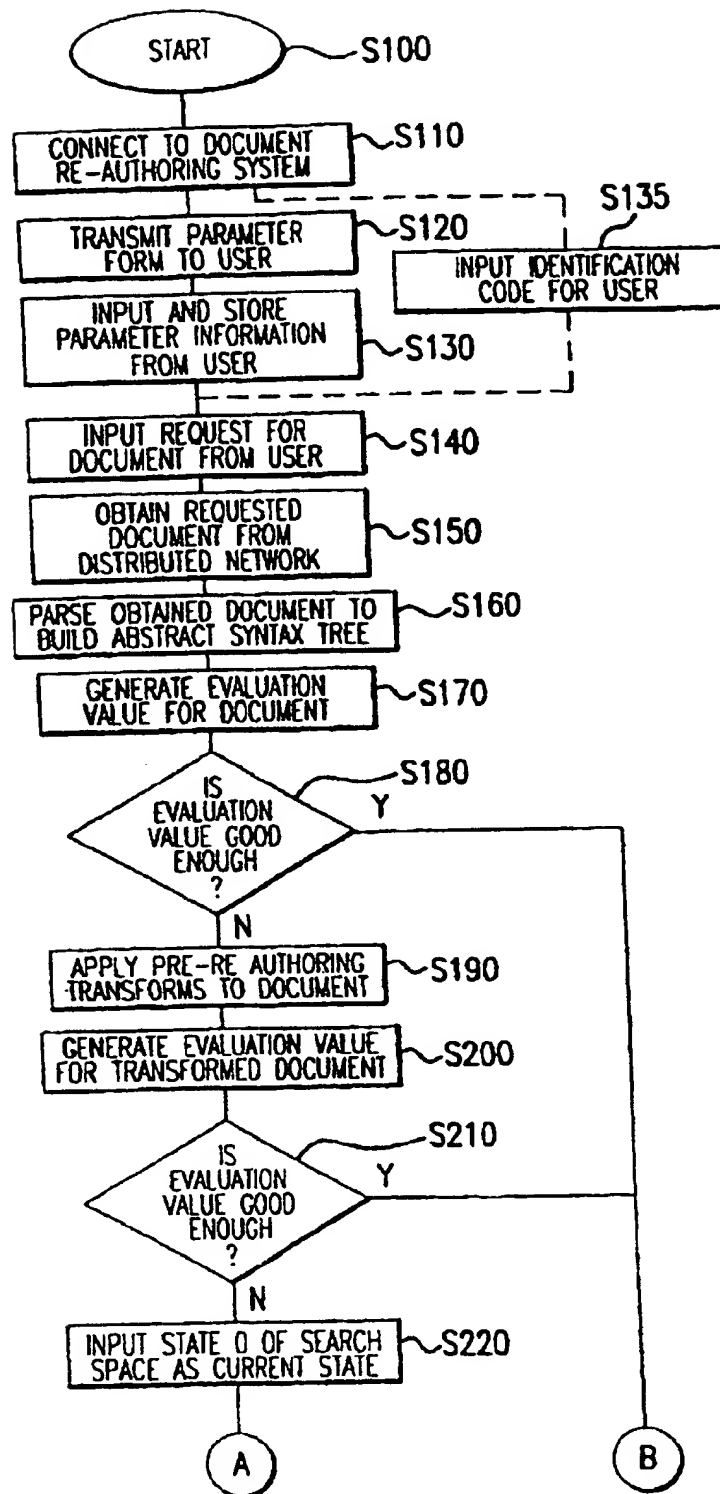 START
S100
CONNECT TO DOCUMENT
RE-AUTHORING SYSTEM
S110
S135
TRANSMIT PARAMETER
FORM TO USER
S120
INPUT IDENTIFICATION
CODE FOR USER
INPUT AND STORE
PARAMETER INFORMATION
FROM USER
S130
INPUT REQUEST FOR
DOCUMENT FROM USER
S140
OBTAIN REQUESTED
DOCUMENT FROM
DISTRIBUTED NETWORK
S150
PARSE OBTAINED DOCUMENT TO
BUILD ABSTRACT SYNTAX TREE
S160
GENERATE EVALUATION
VALUE FOR DOCUMENT
S170
IS
EVALUATION
VALUE GOOD
ENOUGH
?
S180
Y
N
APPLY PRE-RE AUTHORING
TRANSFORMS TO DOCUMENT
S190
GENERATE EVALUATION VALUE
FOR TRANSFORMED DOCUMENT
S200
IS
EVALUATION
VALUE GOOD
ENOUGH
?
S210
Y
N
INPUT STATE 0 OF SEARCH
SPACE AS CURRENT STATE
S220
A
B